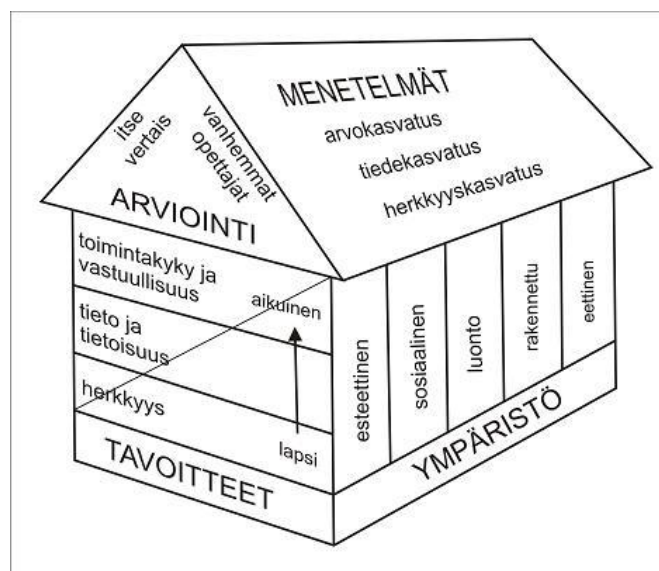 MENETELMÄT
arvokasvatus
tiedekasvatus
herkkyyskasvatus
itse
vertais
vanhemmat
opettajat
ARVIOINTI
toimintakyky ja
vastuullisuus
aikuinen
tieto ja
tietoisuus
herkkyys
lapsi
TAVOITTEET
esteettinen
sosiaalinen
luonto
rakennettu
eettinen
YMPÄRISTÖ